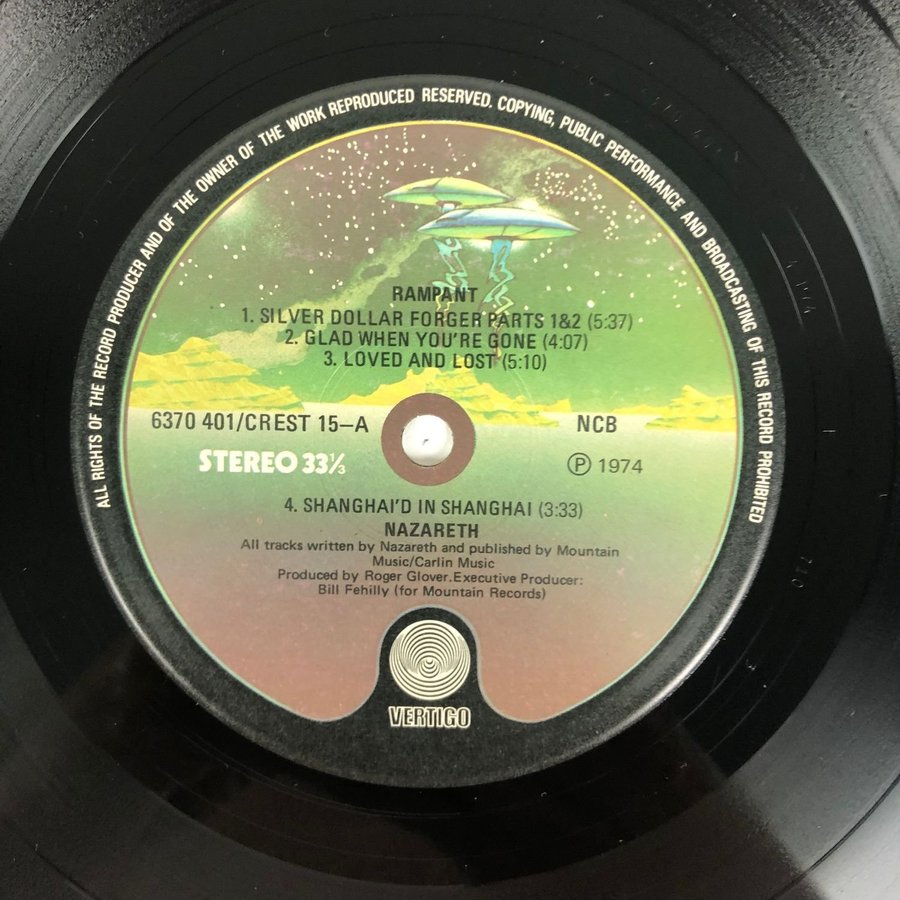 ALL RIGHTS OF THE RECORD PRODUCER AND OF THE OWNER OF THE WORK REPRODUCED RESERVED. COPYING, PUBLIC PERFORMANCE AND BROADCASTING OF THIS RECORD PROHIBITED
RAMPANT
1. SILVER DOLLAR FORGER PARTS 1&2 (5:37)
2. GLAD WHEN YOU'RE GONE (4:07)
3. LOVED AND LOST (5:10)
6370 401/CREST 15–A
NCB
STEREO 33⅓
Ⓟ 1974
4. SHANGHAI'D IN SHANGHAI (3:33)
NAZARETH
All tracks written by Nazareth and published by Mountain
Music/Carlin Music
Produced by Roger Glover.Executive Producer:
Bill Fehilly (for Mountain Records)
VERTIGO